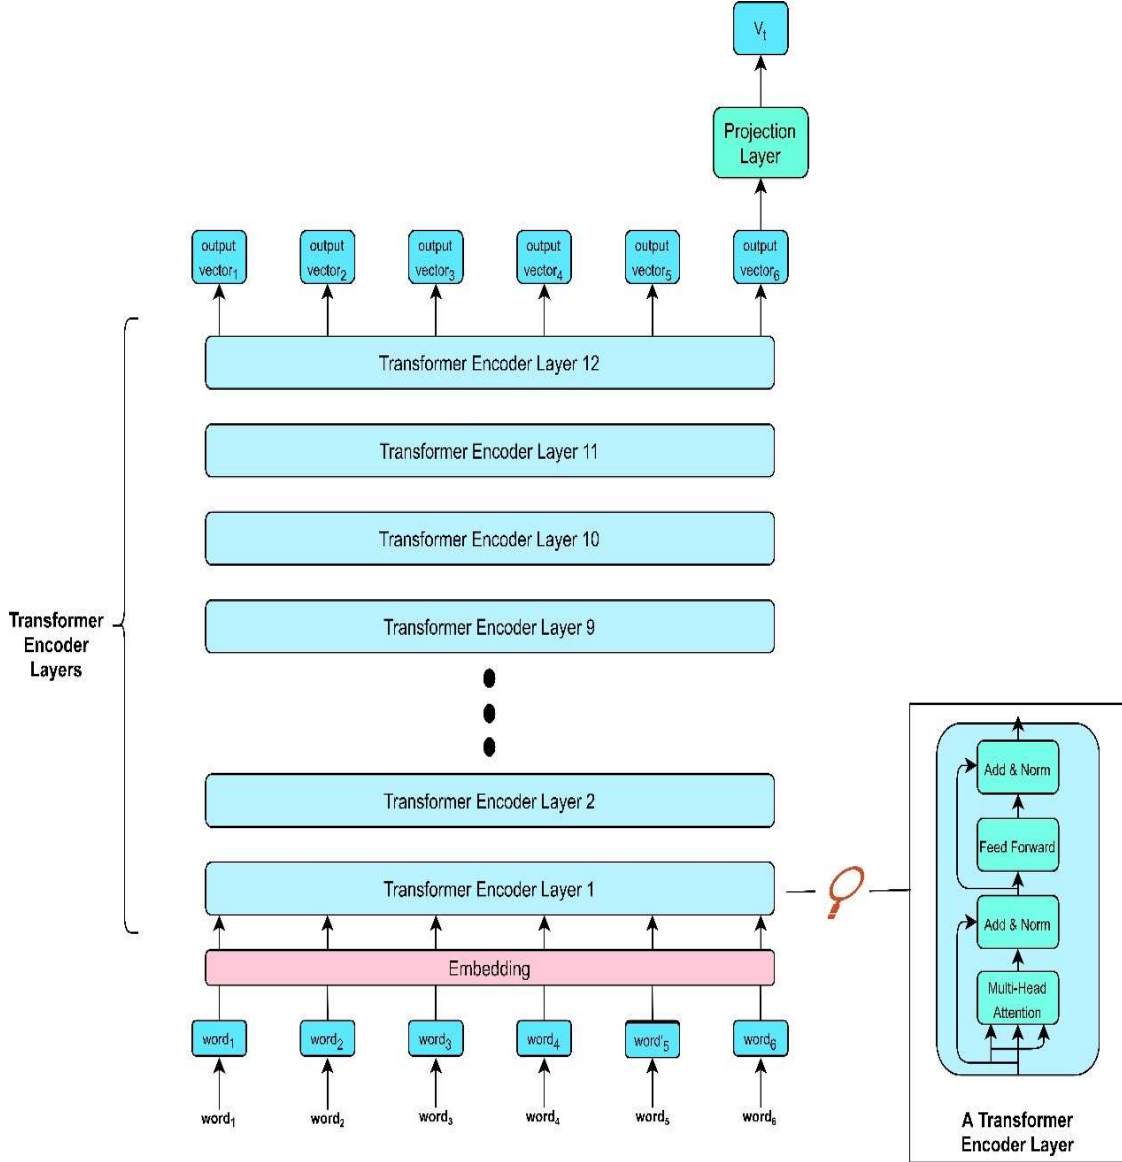 Vₜ
Projection
Layer
output
vector₁
output
vector₂
output
vector₃
output
vector₄
output
vector₅
output
vector₆
Transformer Encoder Layer 12
Transformer Encoder Layer 11
Transformer Encoder Layer 10
Transformer Encoder Layer 9
Transformer
Encoder
Layers
Transformer Encoder Layer 2
Transformer Encoder Layer 1
Embedding
word₁
word₂
word₃
word₄
word'₅
word₆
word₁
word₂
word₃
word₄
word₅
word₆
Add & Norm
Feed Forward
Add & Norm
Multi-Head
Attention
A Transformer
Encoder Layer